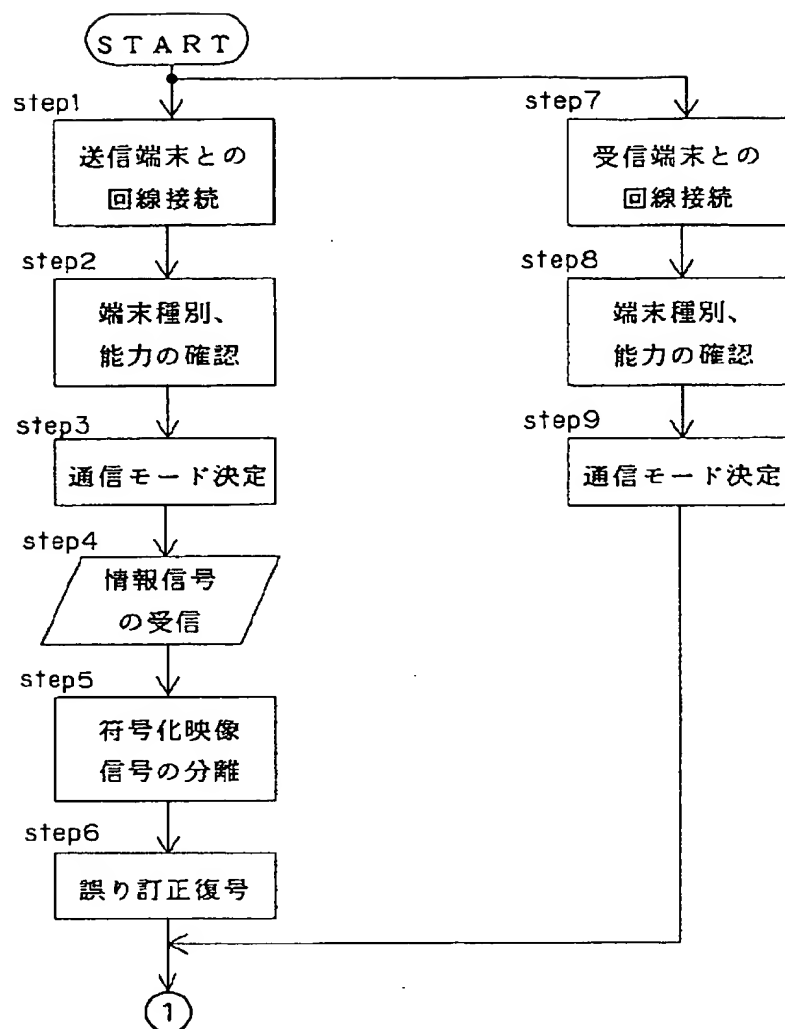 START
step1
送信端末との
回線接続
step2
端末種別、
能力の確認
step3
通信モード決定
step4
情報信号
の受信
step5
符号化映像
信号の分離
step6
誤り訂正復号
step7
受信端末との
回線接続
step8
端末種別、
能力の確認
step9
通信モード決定
1